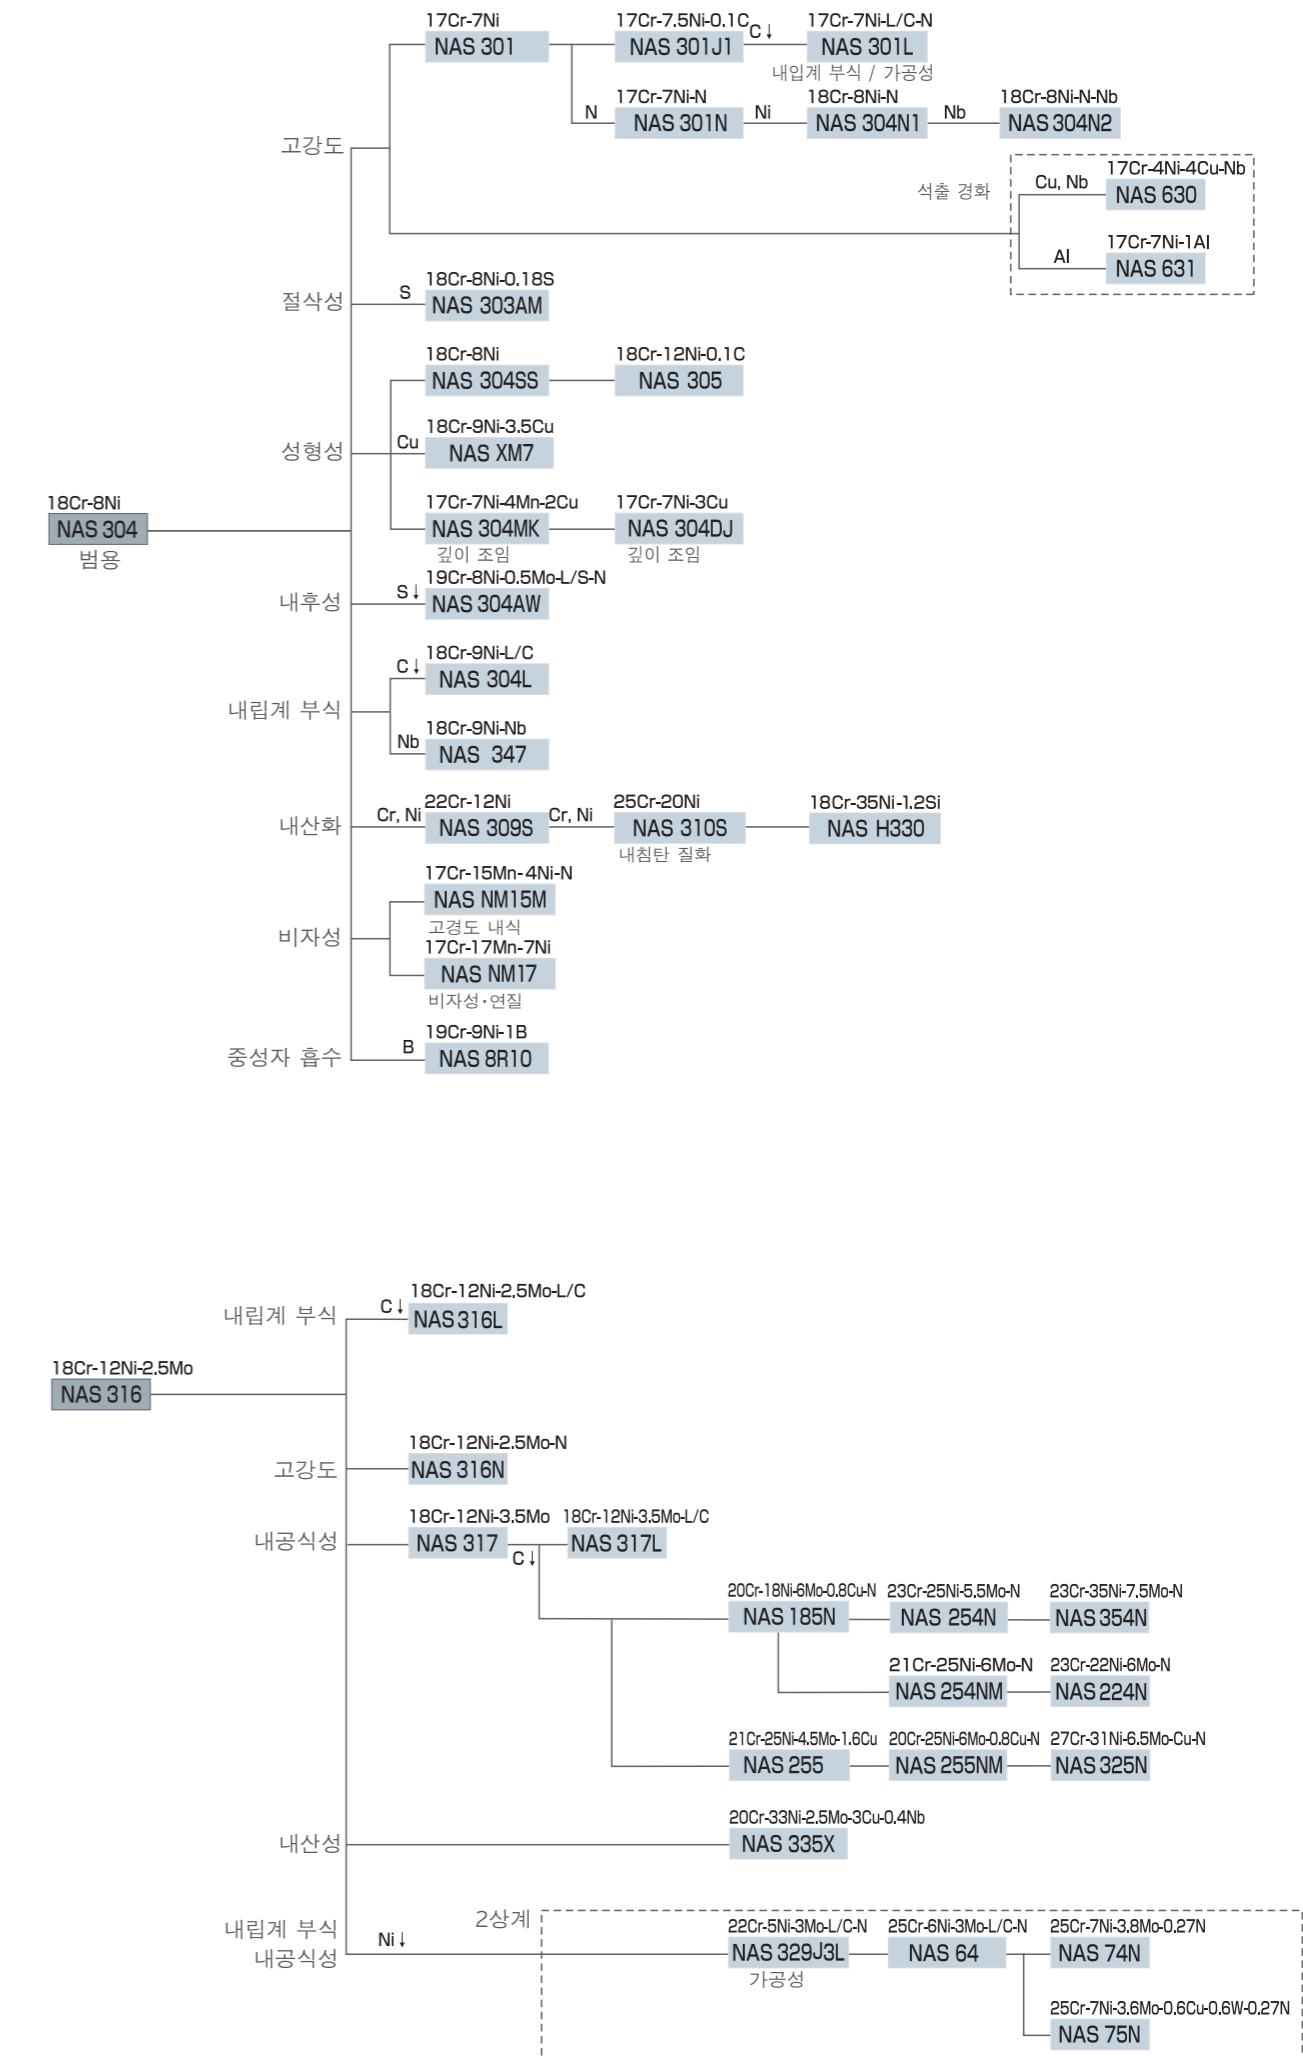 17Cr-7Ni
NAS 301
17Cr-7.5Ni-0.1C
NAS 301J1
C↓
17Cr-7Ni-L/C-N
NAS 301L
내입계 부식 / 가공성
N
17Cr-7Ni-N
NAS 301N
Ni
18Cr-8Ni-N
NAS 304N1
Nb
18Cr-8Ni-N-Nb
NAS 304N2
고강도
석출 경화
Cu, Nb
17Cr-4Ni-4Cu-Nb
NAS 630
Al
17Cr-7Ni-1Al
NAS 631
절삭성
S
18Cr-8Ni-0.18S
NAS 303AM
18Cr-8Ni
NAS 304SS
18Cr-12Ni-0.1C
NAS 305
성형성
Cu
18Cr-9Ni-3.5Cu
NAS XM7
17Cr-7Ni-4Mn-2Cu
NAS 304MK
깊이 조임
17Cr-7Ni-3Cu
NAS 304DJ
깊이 조임
18Cr-8Ni
NAS 304
범용
내후성
S↓
19Cr-8Ni-0.5Mo-L/S-N
NAS 304AW
내립계 부식
C↓
18Cr-9Ni-L/C
NAS 304L
Nb
18Cr-9Ni-Nb
NAS 347
내산화
Cr, Ni
22Cr-12Ni
NAS 309S
Cr, Ni
25Cr-20Ni
NAS 310S
내침탄 질화
18Cr-35Ni-1.2Si
NAS H330
비자성
17Cr-15Mn-4Ni-N
NAS NM15M
고경도 내식
17Cr-17Mn-7Ni
NAS NM17
비자성·연질
중성자 흡수
B
19Cr-9Ni-1B
NAS 8R10
내립계 부식
C↓
18Cr-12Ni-2.5Mo-L/C
NAS 316L
18Cr-12Ni-2.5Mo
NAS 316
고강도
18Cr-12Ni-2.5Mo-N
NAS 316N
내공식성
18Cr-12Ni-3.5Mo
NAS 317
C↓
18Cr-12Ni-3.5Mo-L/C
NAS 317L
20Cr-18Ni-6Mo-0.8Cu-N
NAS 185N
23Cr-25Ni-5.5Mo-N
NAS 254N
23Cr-35Ni-7.5Mo-N
NAS 354N
21Cr-25Ni-6Mo-N
NAS 254NM
23Cr-22Ni-6Mo-N
NAS 224N
21Cr-25Ni-4.5Mo-1.6Cu
NAS 255
20Cr-25Ni-6Mo-0.8Cu-N
NAS 255NM
27Cr-31Ni-6.5Mo-Cu-N
NAS 325N
내산성
20Cr-33Ni-2.5Mo-3Cu-0.4Nb
NAS 335X
내립계 부식
내공식성
Ni↓
2상계
22Cr-5Ni-3Mo-L/C-N
NAS 329J3L
가공성
25Cr-6Ni-3Mo-L/C-N
NAS 64
25Cr-7Ni-3.8Mo-0.27N
NAS 74N
25Cr-7Ni-3.6Mo-0.6Cu-0.6W-0.27N
NAS 75N